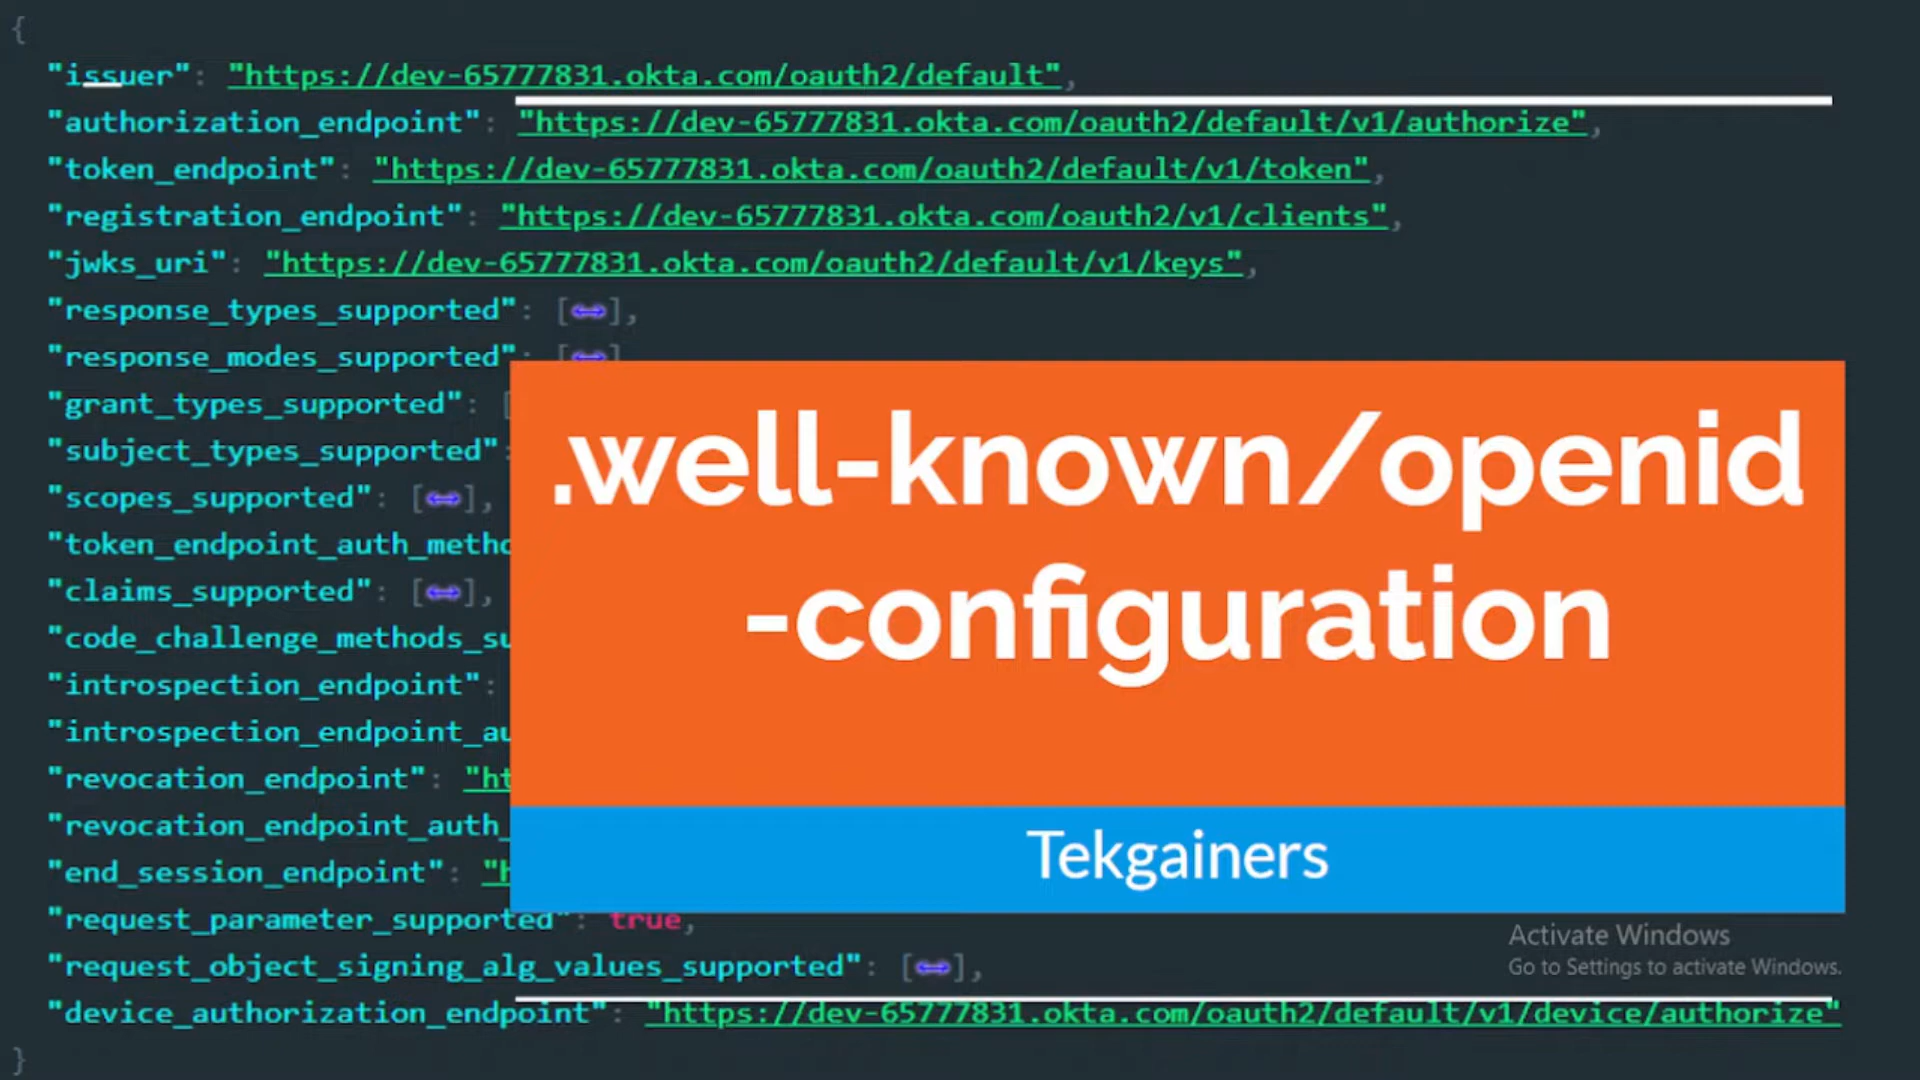 {
"issuer": "https://dev-65777831.okta.com/oauth2/default",
"authorization_endpoint": "https://dev-65777831.okta.com/oauth2/default/v1/authorize",
"token_endpoint": "https://dev-65777831.okta.com/oauth2/default/v1/token",
"registration_endpoint": "https://dev-65777831.okta.com/oauth2/v1/clients",
"jwks_uri": "https://dev-65777831.okta.com/oauth2/default/v1/keys",
"response_types_supported": [↔],
"response_modes_supported": [↔]
"grant_types_supported": [
"subject_types_supported":
"scopes_supported": [↔],
"token_endpoint_auth_metho
"claims_supported": [↔],
"code_challenge_methods_su
"introspection_endpoint":
"introspection_endpoint_au
"revocation_endpoint": "ht
"revocation_endpoint_auth_
"end_session_endpoint": "h
"request_parameter_supported": true,
"request_object_signing_alg_values_supported": [↔],
"device_authorization_endpoint": "https://dev-65777831.okta.com/oauth2/default/v1/device/authorize"
}
.well-known/openid
-configuration
Tekgainers
Activate Windows
Go to Settings to activate Windows.